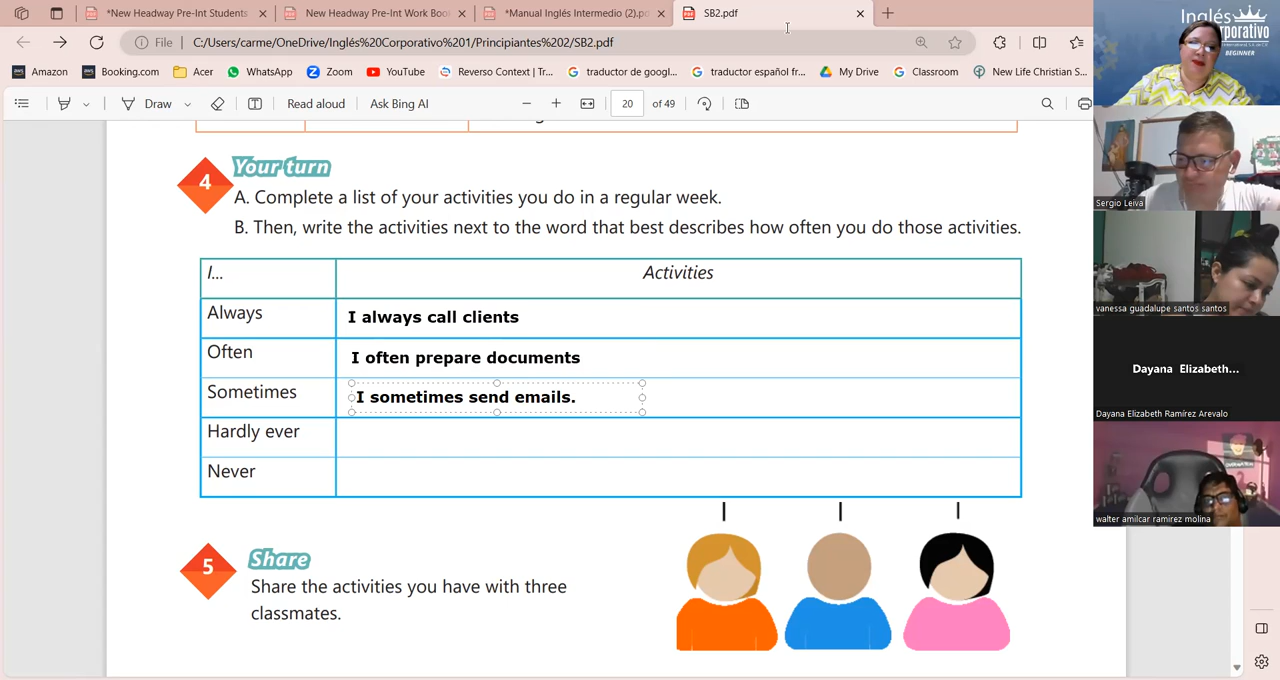 *New Headway Pre-Int Students
New Headway Pre-Int Work Boo
*Manual Inglés Intermedio (2).p
SB2.pdf
File
C:/Users/carme/OneDrive/Inglés%20Corporativo%201/Principiantes%202/SB2.pdf
Amazon
Booking.com
Acer
WhatsApp
Zoom
YouTube
Reverso Context | Tr...
traductor de googl...
traductor español fr...
My Drive
Classroom
New Life Christian S...
Draw
Read aloud
Ask Bing AI
20
of 49
4
Your turn
A. Complete a list of your activities you do in a regular week.
B. Then, write the activities next to the word that best describes how often you do those activities.
I...
Activities
Always
I always call clients
Often
I often prepare documents
Sometimes
I sometimes send emails.
Hardly ever
Never
5
Share
Share the activities you have with three
classmates.
Inglés
Corporativo
BEGINNER
Sergio Leiva
vanessa guadalupe santos santos
Dayana Elizabeth...
Dayana Elizabeth Ramírez Arevalo
walter amilcar ramirez molina